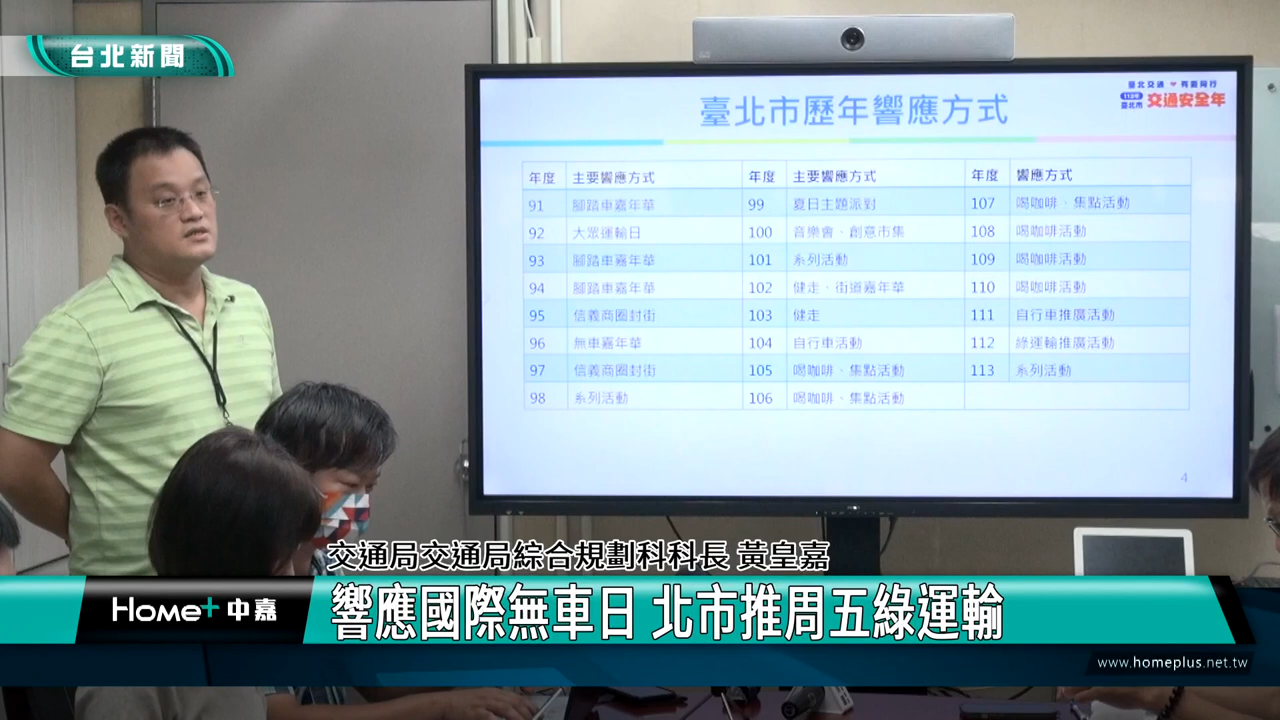 台北新聞
臺北交通 ❤ 有震同行
113年
臺北市
交通安全年
臺北市歷年響應方式
年度 主要響應方式 年度 主要響應方式 年度 響應方式
91 腳踏車嘉年華 99 夏日主題派對 107 喝咖啡、集點活動
92 大眾運輸日 100 音樂會、創意市集 108 喝咖啡活動
93 腳踏車嘉年華 101 系列活動 109 喝咖啡活動
94 腳踏車嘉年華 102 健走、街道嘉年華 110 喝咖啡活動
95 信義商圈封街 103 健走 111 自行車推廣活動
96 無車嘉年華 104 自行車活動 112 綠運輸推廣活動
97 信義商圈封街 105 喝咖啡、集點活動 113 系列活動
98 系列活動 106 喝咖啡、集點活動
4
交通局交通局綜合規劃科科長 黃皇嘉
Home+ 中嘉
響應國際無車日 北市推周五綠運輸
www.homeplus.net.tw